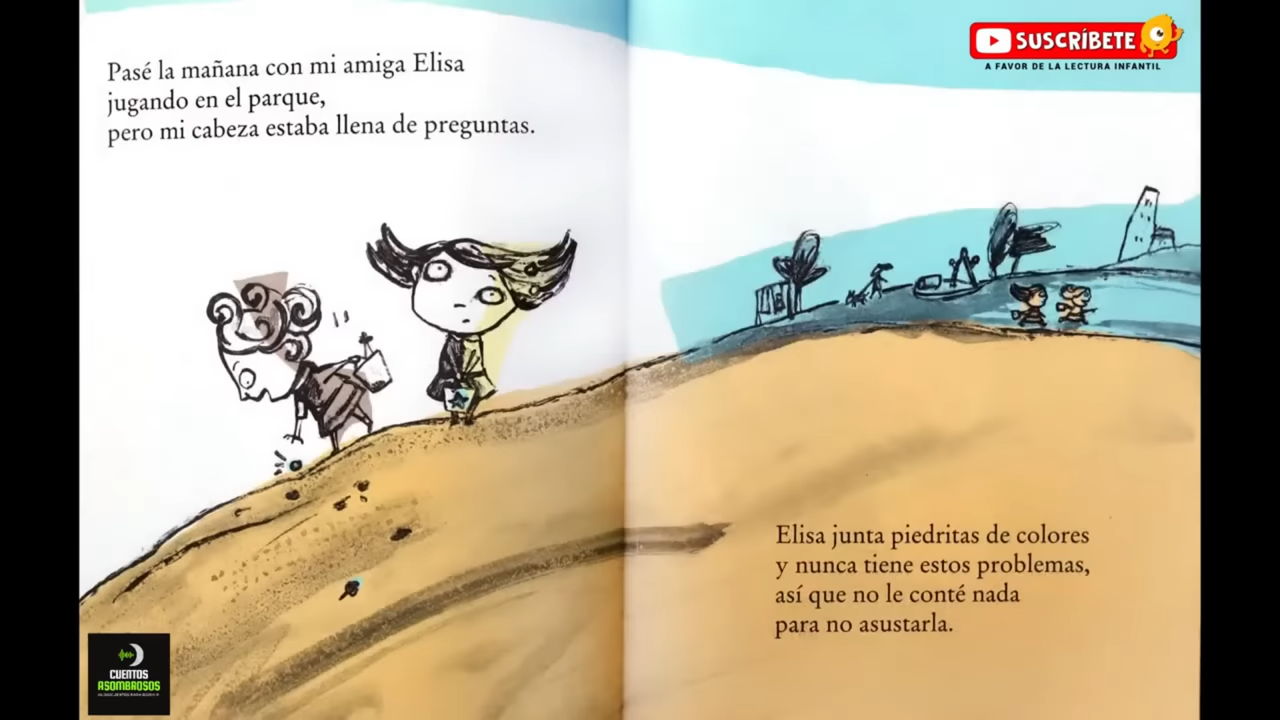 Pasé la mañana con mi amiga Elisa
jugando en el parque,
pero mi cabeza estaba llena de preguntas.
SUSCRÍBETE
A FAVOR DE LA LECTURA INFANTIL
Elisa junta piedritas de colores
y nunca tiene estos problemas,
así que no le conté nada
para no asustarla.
CUENTOS
ASOMBROSOS